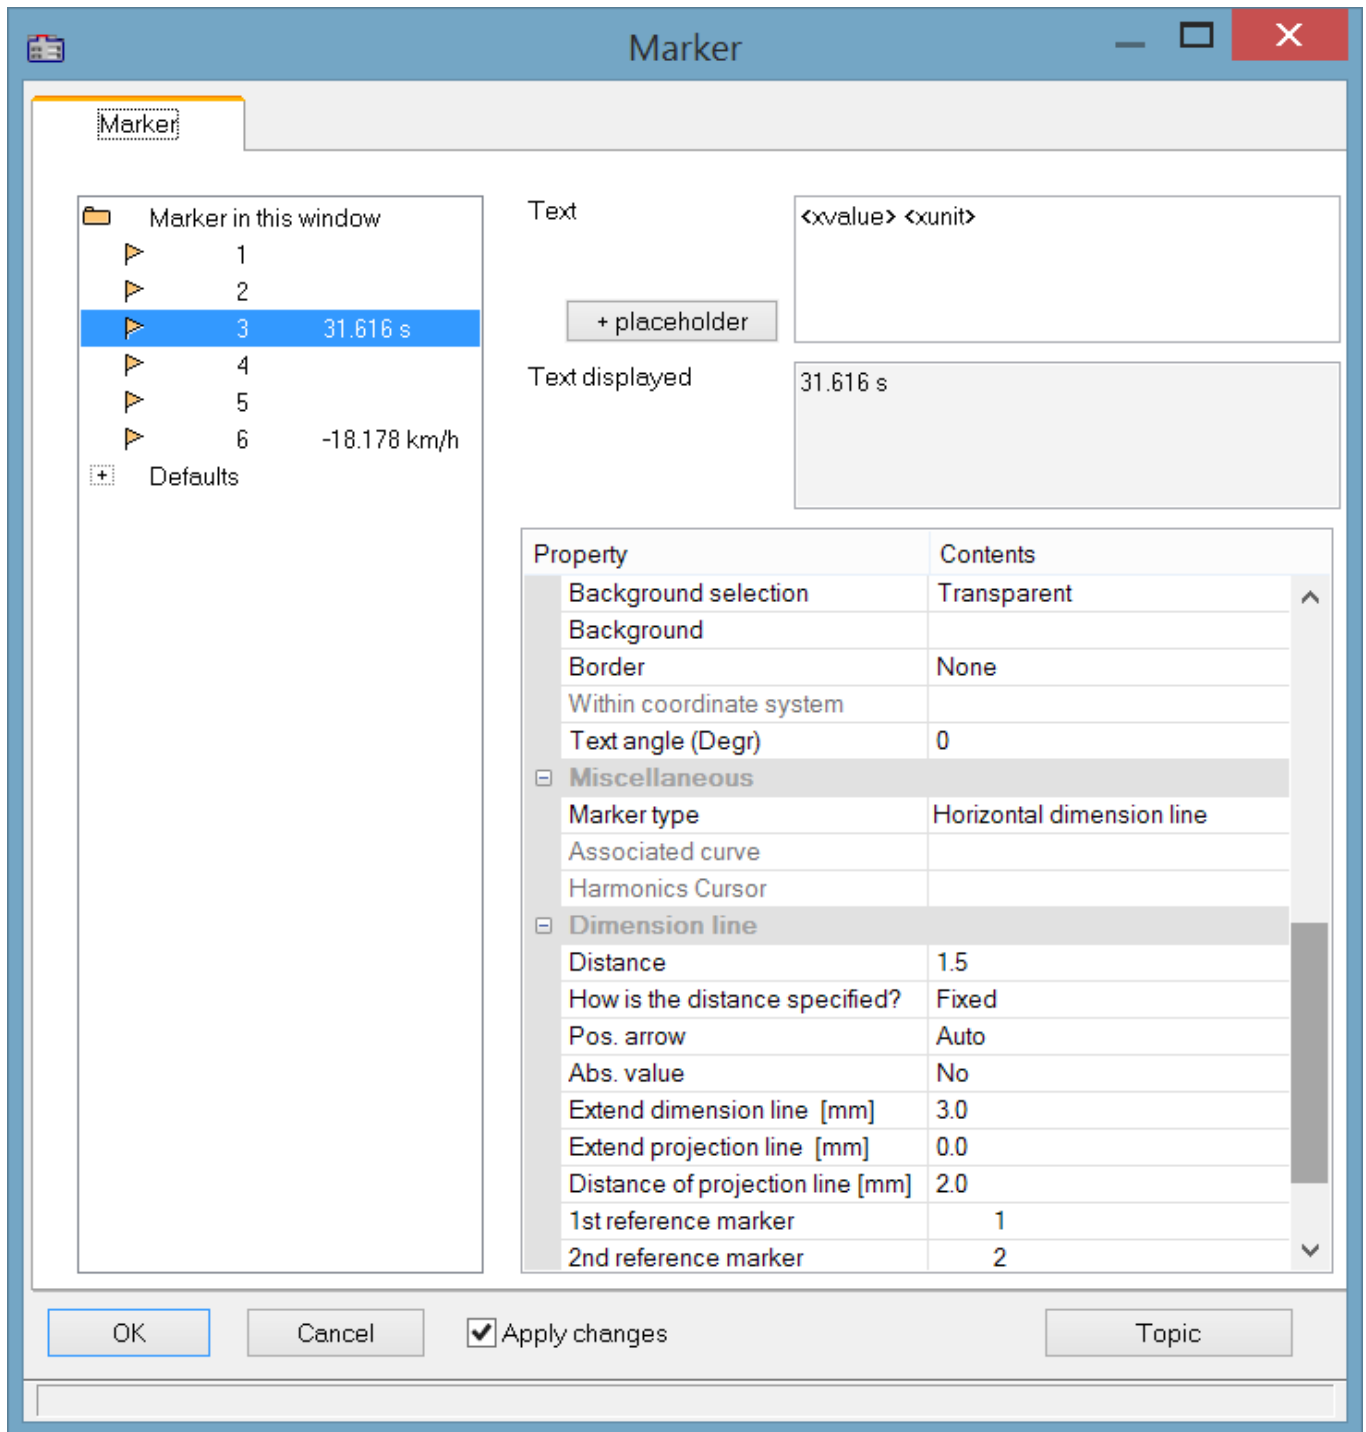 Marker
Marker
Marker in this window
1
2
3 31.616 s
4
5
6 -18.178 km/h
Defaults
Text
<xvalue> <xunit>
+ placeholder
Text displayed
31.616 s
Property Contents
Background selection Transparent
Background
Border None
Within coordinate system
Text angle (Degr) 0
Miscellaneous
Marker type Horizontal dimension line
Associated curve
Harmonics Cursor
Dimension line
Distance 1.5
How is the distance specified? Fixed
Pos. arrow Auto
Abs. value No
Extend dimension line [mm] 3.0
Extend projection line [mm] 0.0
Distance of projection line [mm] 2.0
1st reference marker 1
2nd reference marker 2
OK Cancel Apply changes Topic